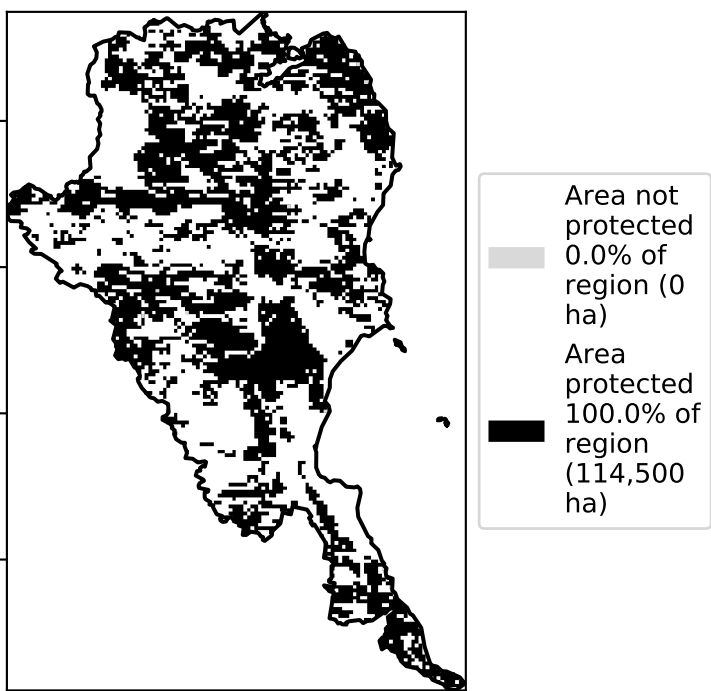 Area not
protected
0.0% of
region (0
ha)
Area
protected
100.0% of
region
(114,500
ha)